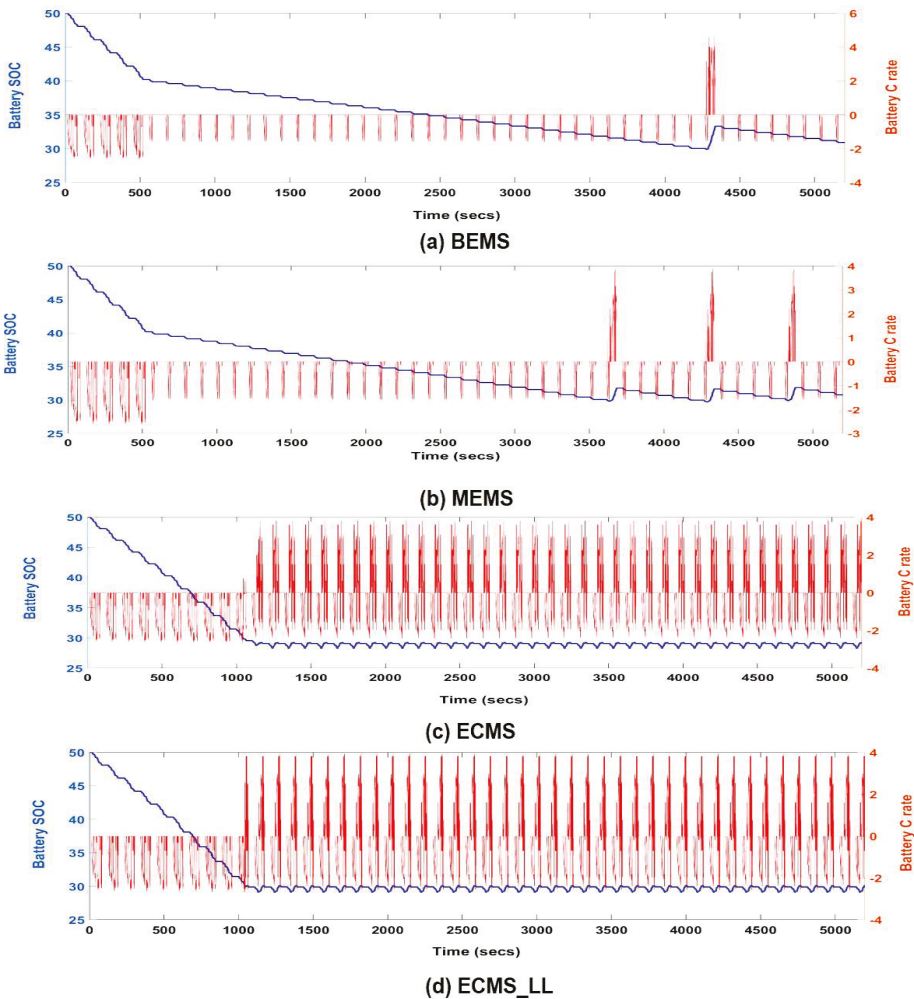 50 6
45 4
40 2
35 0
30 -2
25 -4
Battery SOC
Battery C rate
0 500 1000 1500 2000 2500 3000 3500 4000 4500 5000
Time (secs)
(a) BEMS
50 4
45 3
2
40 1
35 0
-1
30 -2
25 -3
Battery SOC
Battery C rate
0 500 1000 1500 2000 2500 3000 3500 4000 4500 5000
Time (secs)
(b) MEMS
50 4
45 2
40
35 0
30 -2
25 -4
Battery SOC
Battery C rate
0 500 1000 1500 2000 2500 3000 3500 4000 4500 5000
Time (secs)
(c) ECMS
50 4
45 2
40
35 0
30 -2
25 -4
Battery SOC
Battery C rate
0 500 1000 1500 2000 2500 3000 3500 4000 4500 5000
Time (secs)
(d) ECMS_LL